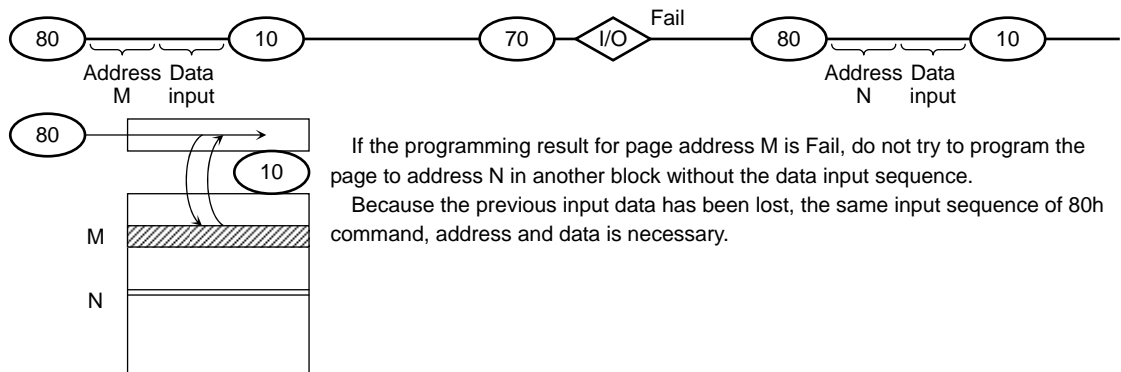 Fail
80 10 70 I/O 80 10
Address Data Address Data
M input N input
80
10
M
N
If the programming result for page address M is Fail, do not try to program the
page to address N in another block without the data input sequence.
Because the previous input data has been lost, the same input sequence of 80h
command, address and data is necessary.